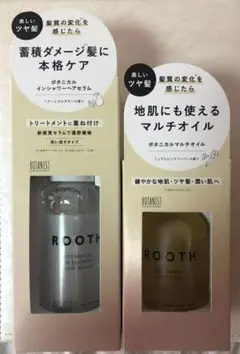 美しい
ツヤ髪
髪質の変化を
感じたら
蓄積ダメージ髪に
本格ケア
ボタニカル
インシャワーヘアセラム
トリートメントに重ね付け
洗い流すタイプ
BOTANIST
ROOTH
美しい
ツヤ髪
髪質の変化を
感じたら
地肌にも使える
マルチオイル
ボタニカルマルチオイル
健やかな地肌・ツヤ髪・潤い肌へ
BOTANIST
ROOTH